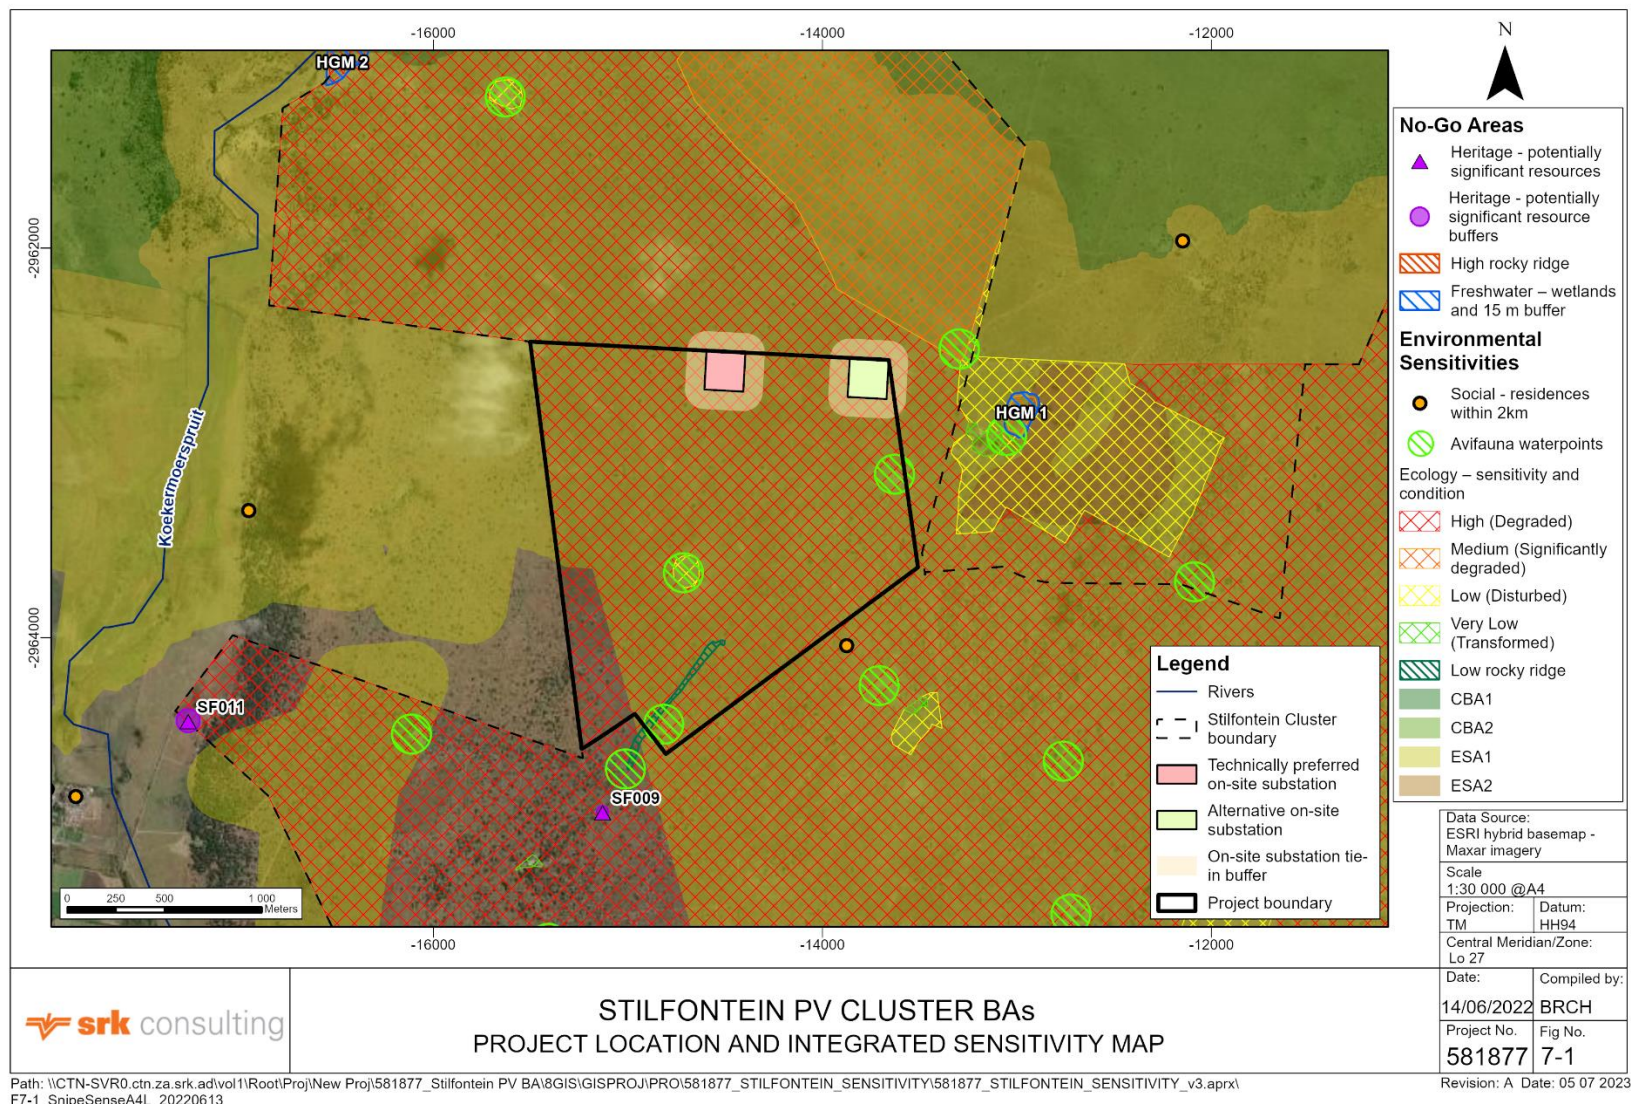 -16000
-14000
-12000
N
HGM 2
-2962000
HGM 1
Koekermoerspruit
-2964000
SF011
SF009
0 250 500 1 000
Meters
-16000
-14000
-12000
Legend
Rivers
Stilfontein Cluster
boundary
Technically preferred
on-site substation
Alternative on-site
substation
On-site substation tie-
in buffer
Project boundary
No-Go Areas
Heritage - potentially
significant resources
Heritage - potentially
significant resource
buffers
High rocky ridge
Freshwater – wetlands
and 15 m buffer
Environmental
Sensitivities
Social - residences
within 2km
Avifauna waterpoints
Ecology – sensitivity and
condition
High (Degraded)
Medium (Significantly
degraded)
Low (Disturbed)
Very Low
(Transformed)
Low rocky ridge
CBA1
CBA2
ESA1
ESA2
Data Source:
ESRI hybrid basemap -
Maxar imagery
Scale
1:30 000 @A4
Projection: Datum:
TM HH94
Central Meridian/Zone:
Lo 27
Date: Compiled by:
14/06/2022 BRCH
Project No. Fig No.
581877 7-1
srk consulting
STILFONTEIN PV CLUSTER BAs
PROJECT LOCATION AND INTEGRATED SENSITIVITY MAP
Path: \\CTN-SVR0.ctn.za.srk.ad\vol1\Root\Proj\New Proj\581877_Stilfontein PV BA\8GIS\GISPROJ\PRO\581877_STILFONTEIN_SENSITIVITY\581877_STILFONTEIN_SENSITIVITY_v3.aprx\
F7-1_SnipeSenseA4L_20220613
Revision: A Date: 05 07 2023